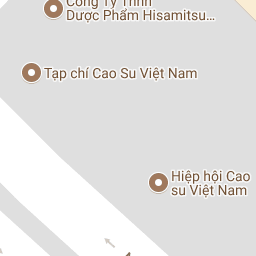 Công Ty Tnhh
Dược Phẩm Hisamitsu...
Tạp chí Cao Su Việt Nam
Hiệp hội Cao
su Việt Nam